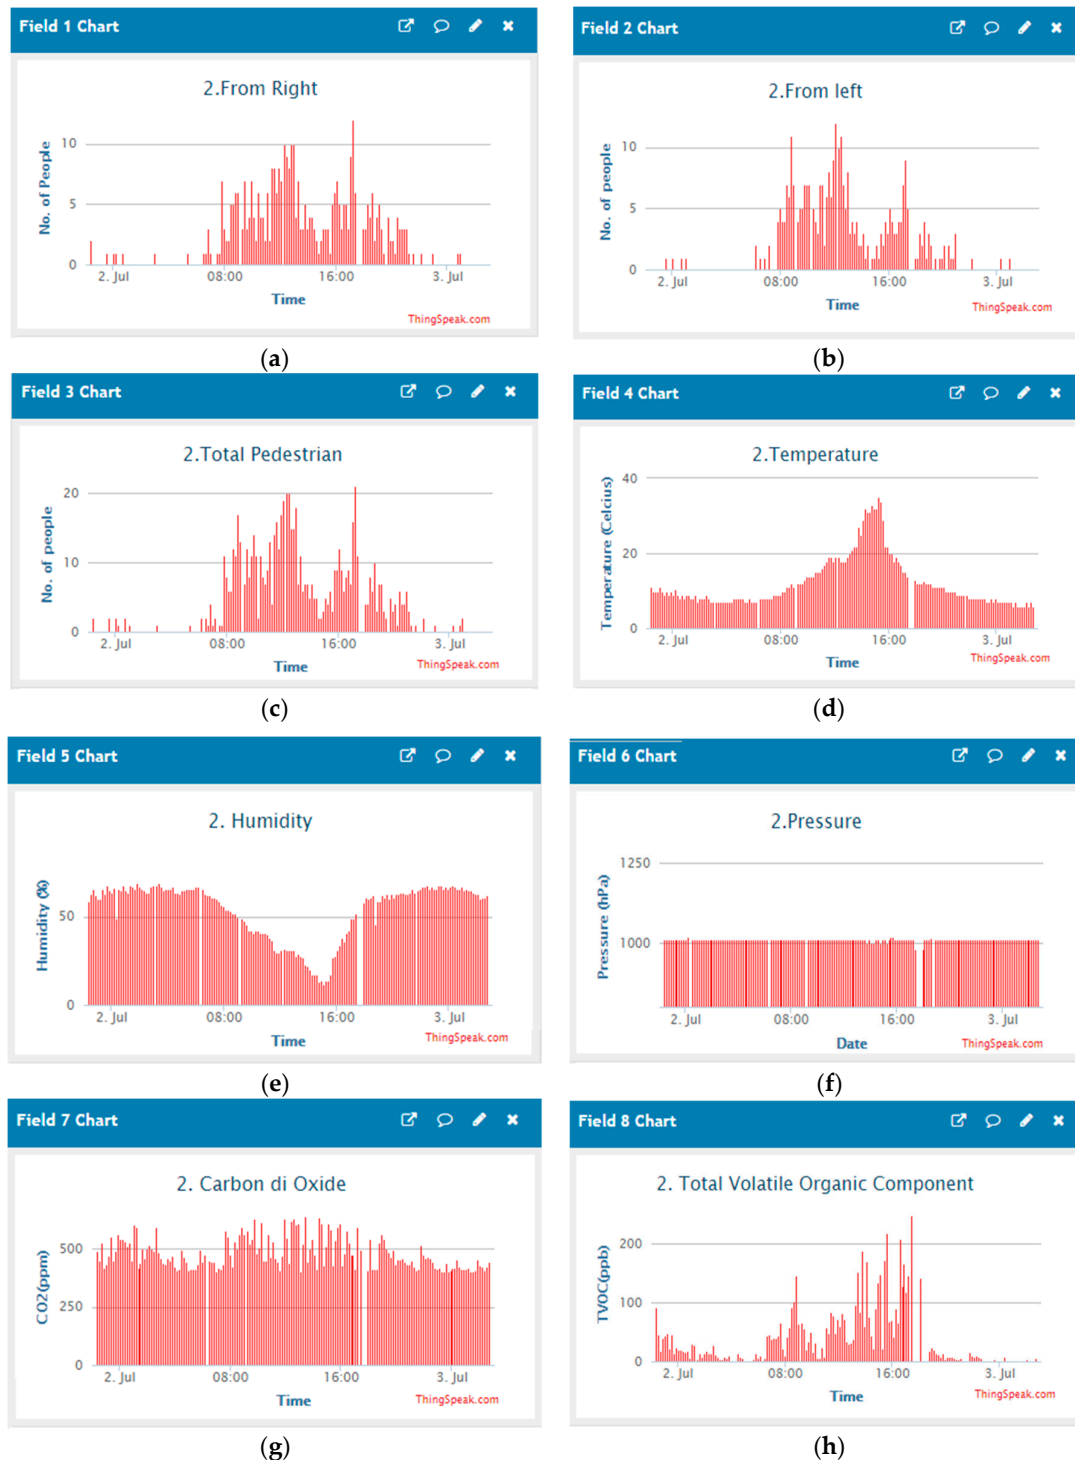 Field 1 Chart
2.From Right
No. of People
10
5
0
2. Jul
08:00
16:00
3. Jul
Time
ThingSpeak.com
(a)
Field 2 Chart
2.From left
No. of people
10
5
0
2. Jul
08:00
16:00
3. Jul
Time
ThingSpeak.com
(b)
Field 3 Chart
2.Total Pedestrian
No. of people
20
10
0
2. Jul
08:00
16:00
3. Jul
Time
ThingSpeak.com
(c)
Field 4 Chart
2.Temperature
Temperature (Celcius)
40
20
0
2. Jul
08:00
16:00
3. Jul
Time
ThingSpeak.com
(d)
Field 5 Chart
2. Humidity
Humidity (%)
50
0
2. Jul
08:00
16:00
3. Jul
Time
ThingSpeak.com
(e)
Field 6 Chart
2.Pressure
Pressure (hPa)
1250
1000
2. Jul
08:00
16:00
3. Jul
Date
ThingSpeak.com
(f)
Field 7 Chart
2. Carbon di Oxide
CO2(ppm)
500
250
0
2. Jul
08:00
16:00
3. Jul
Time
ThingSpeak.com
(g)
Field 8 Chart
2. Total Volatile Organic Component
TVOC(ppb)
200
100
0
2. Jul
08:00
16:00
3. Jul
Time
ThingSpeak.com
(h)